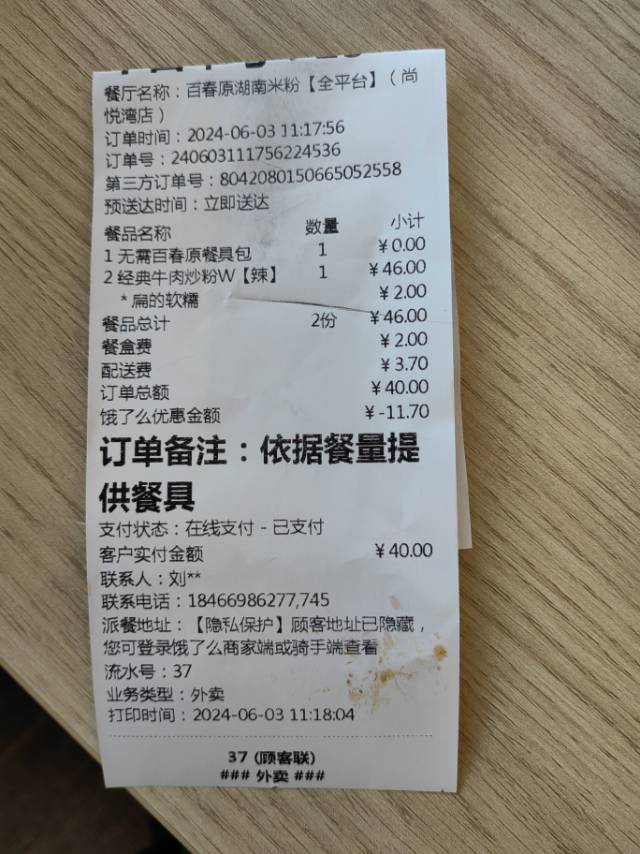 餐厅名称：百春原湖南米粉【全平台】（尚
悦湾店）
订单时间：2024-06-03 11:17:56
订单号：240603111756224536
第三方订单号：8042080150665052558
预送达时间：立即送达
餐品名称 数量 小计
1 无需百春原餐具包 1 ￥0.00
2 经典牛肉炒粉W【辣】 1 ￥46.00
* 扁的软糯 ￥2.00
餐品总计 2份 ￥46.00
餐盒费 ￥2.00
配送费 ￥3.70
订单总额 ￥40.00
饿了么优惠金额 ￥-11.70
订单备注：依据餐量提
供餐具
支付状态：在线支付 - 已支付
客户实付金额 ￥40.00
联系人：刘**
联系电话：18466986277,745
派餐地址：【隐私保护】顾客地址已隐藏，
您可登录饿了么商家端或骑手端查看
流水号：37
业务类型：外卖
打印时间：2024-06-03 11:18:04
37 (顾客联)
### 外卖 ###